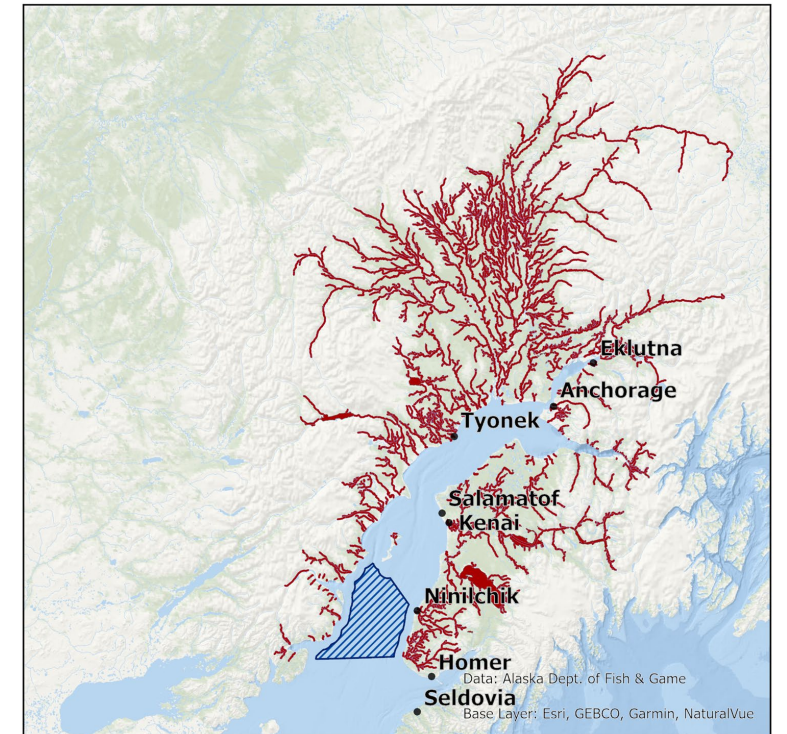 Eklutna
Anchorage
Tyonek
Salamatof
Kenai
Ninilchik
Homer
Data: Alaska Dept. of Fish & Game
Seldovia
Base Layer: Esri, GEBCO, Garmin, NaturalVue